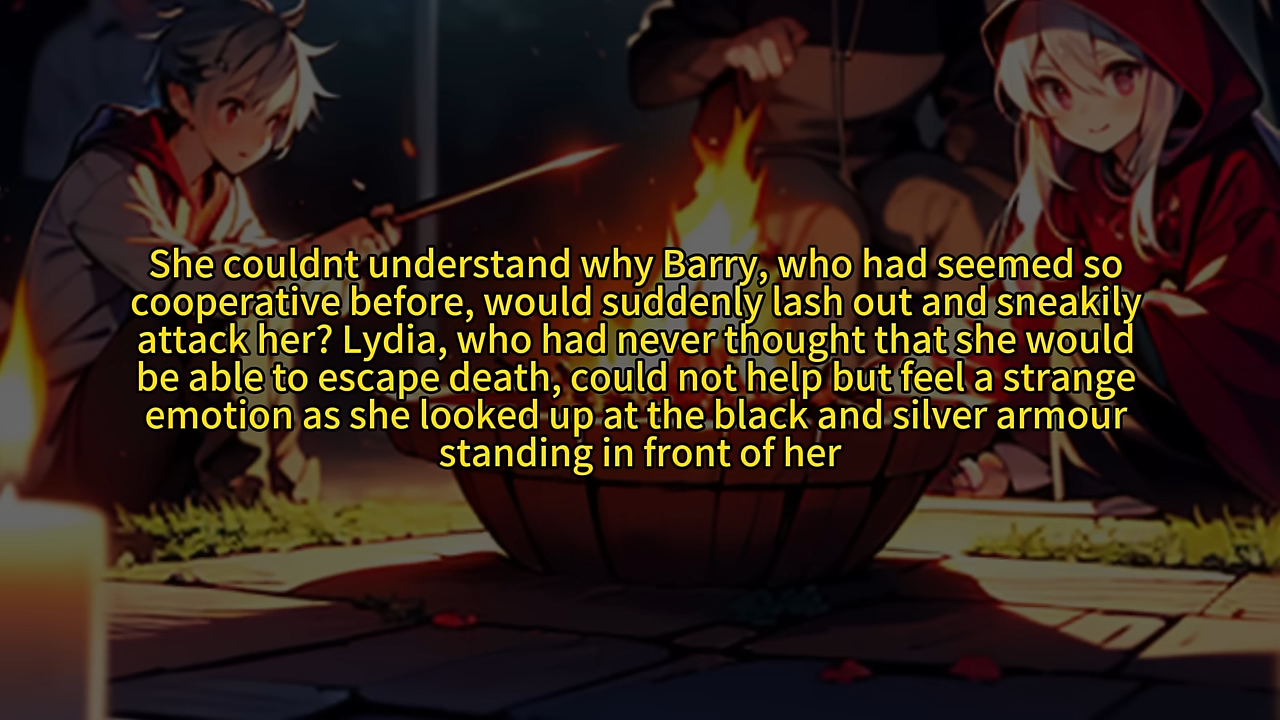 She couldnt understand why Barry, who had seemed so
cooperative before, would suddenly lash out and sneakily
attack her? Lydia, who had never thought that she would
be able to escape death, could not help but feel a strange
emotion as she looked up at the black and silver armour
standing in front of her